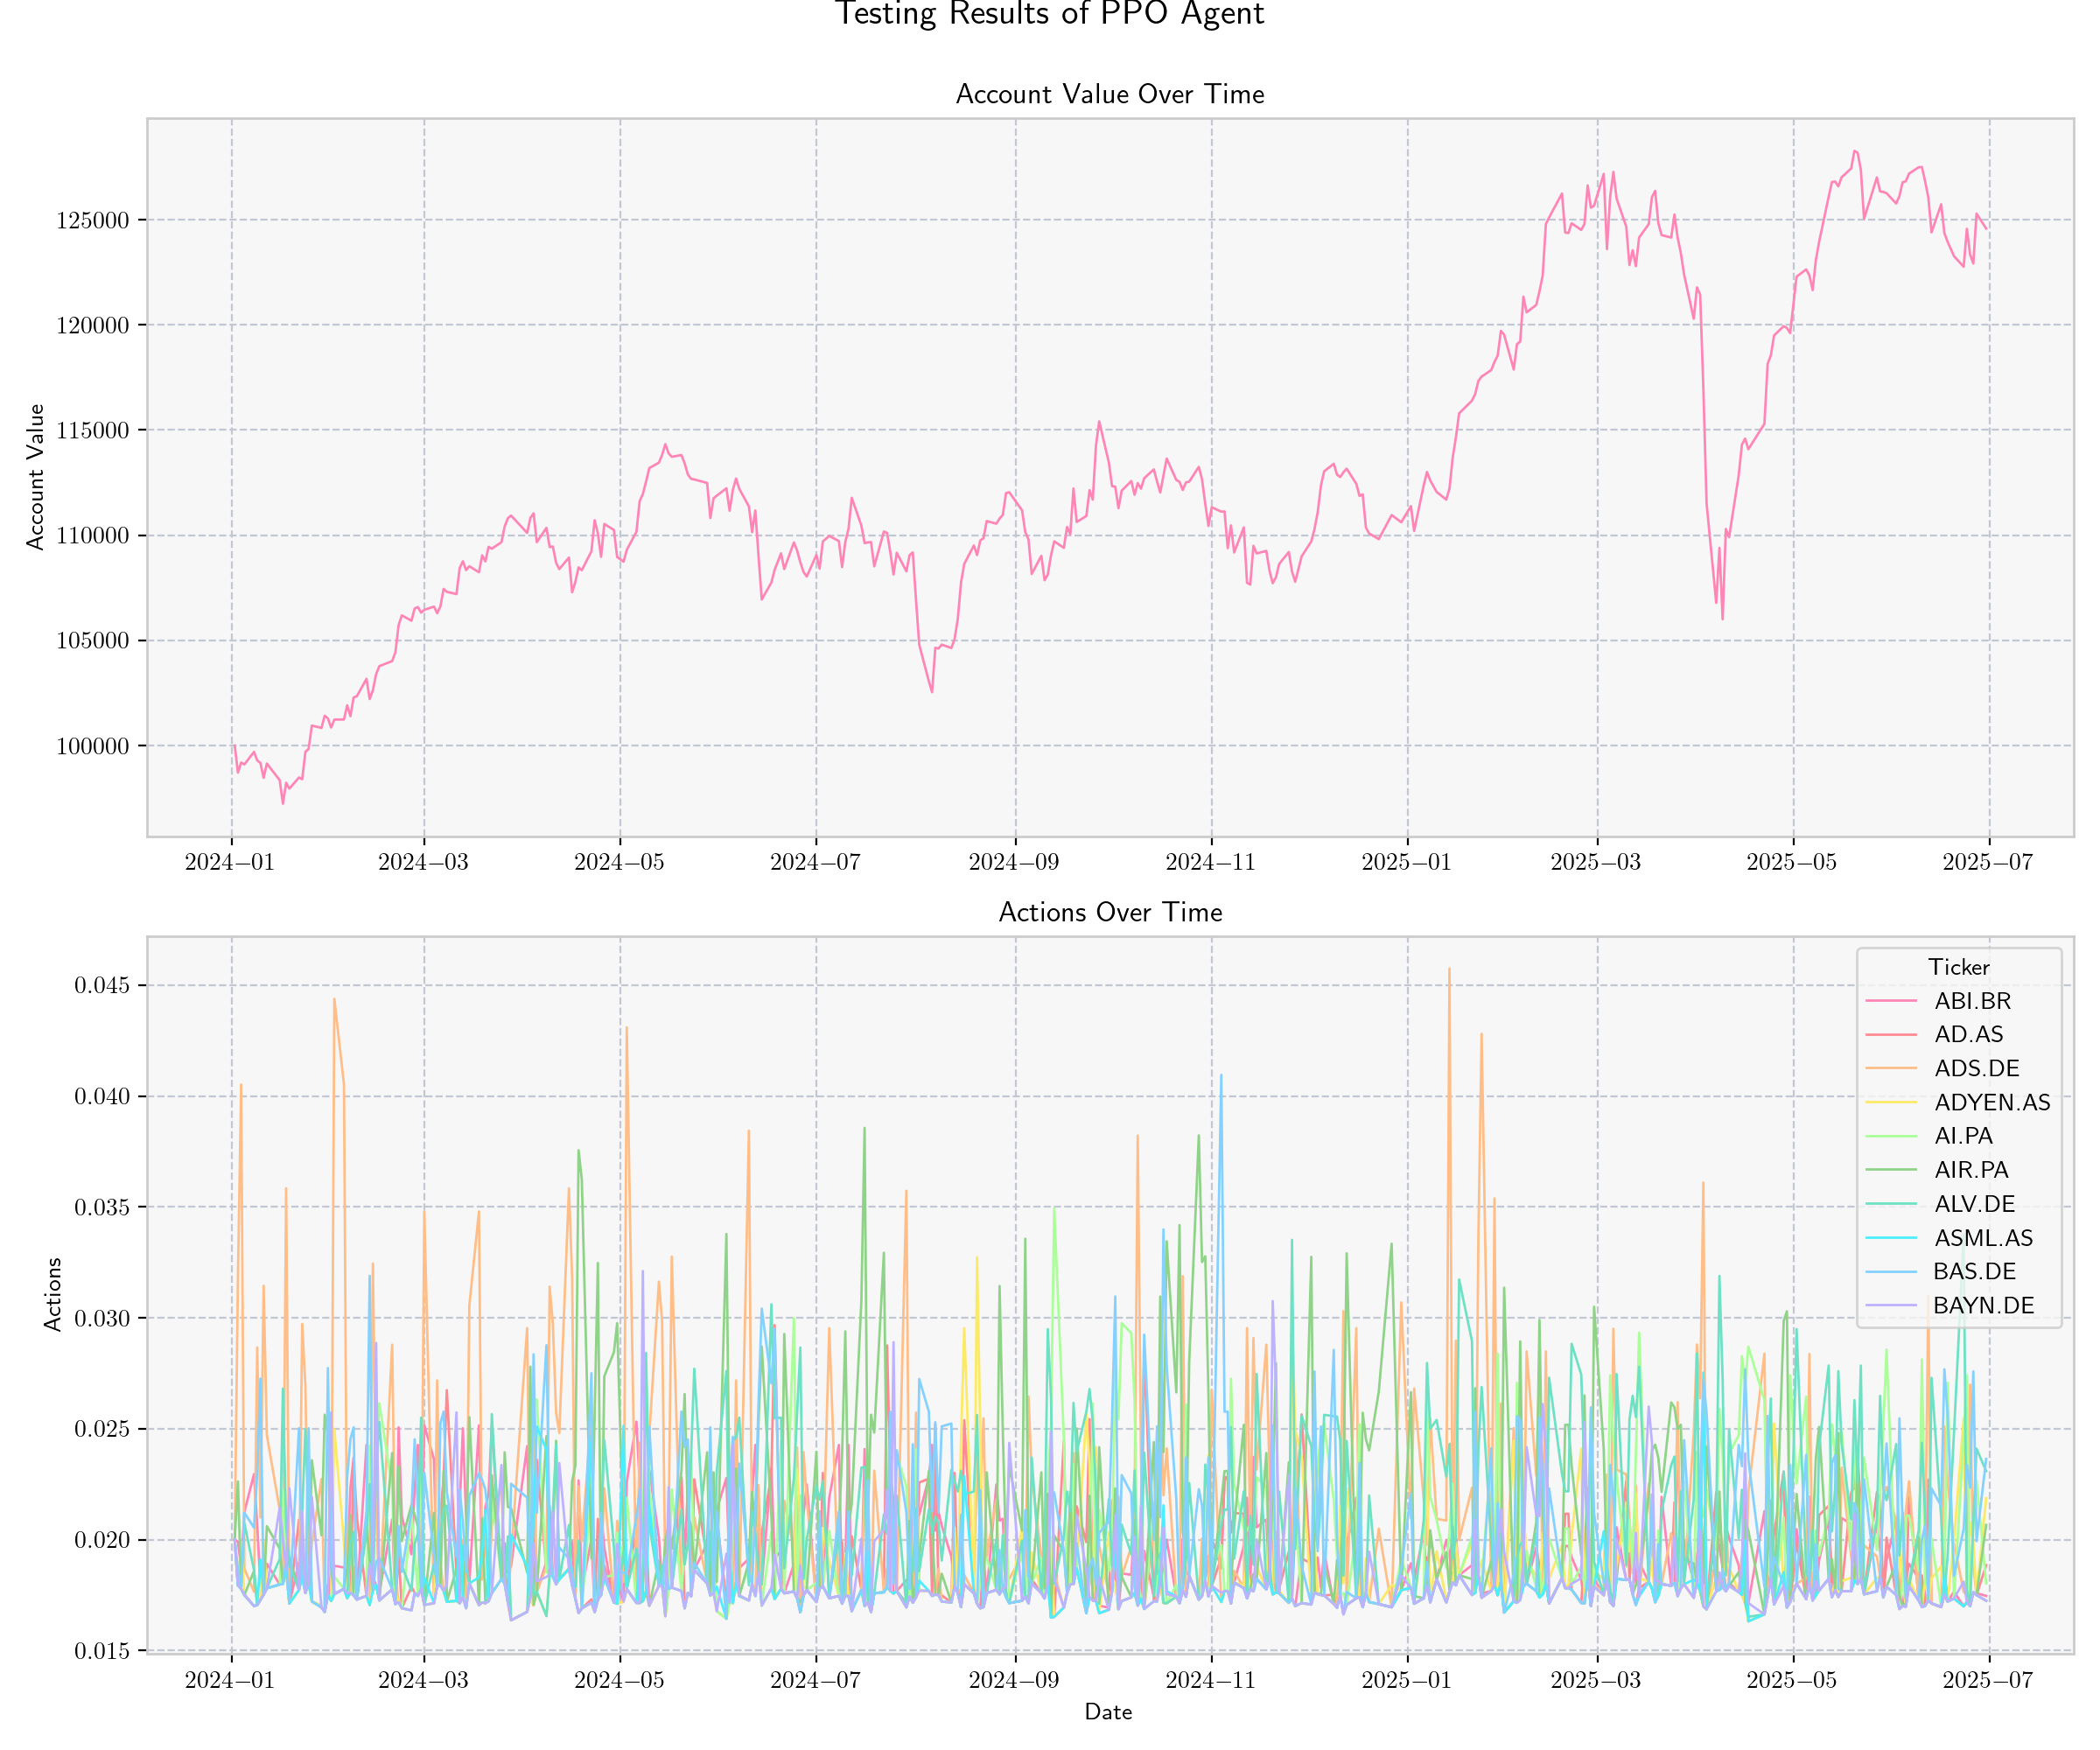 Testing Results of PPO Agent
Account Value Over Time
Account Value
125000
120000
115000
110000
105000
100000
2024-01 2024-03 2024-05 2024-07 2024-09 2024-11 2025-01 2025-03 2025-05 2025-07
Actions Over Time
Actions
0.045
0.040
0.035
0.030
0.025
0.020
0.015
Ticker
ABI.BR
AD.AS
ADS.DE
ADYEN.AS
AI.PA
AIR.PA
ALV.DE
ASML.AS
BAS.DE
BAYN.DE
2024-01 2024-03 2024-05 2024-07 2024-09 2024-11 2025-01 2025-03 2025-05 2025-07
Date